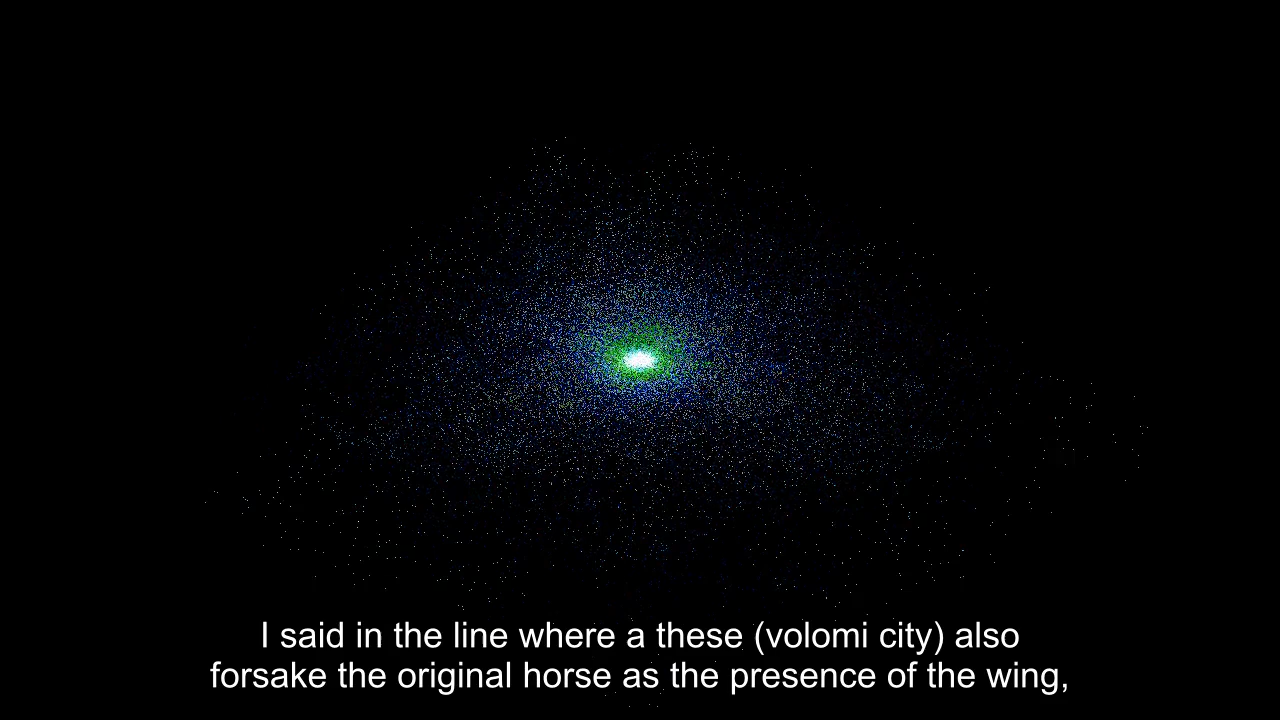 I said in the line where a these (volomi city) also
forsake the original horse as the presence of the wing,